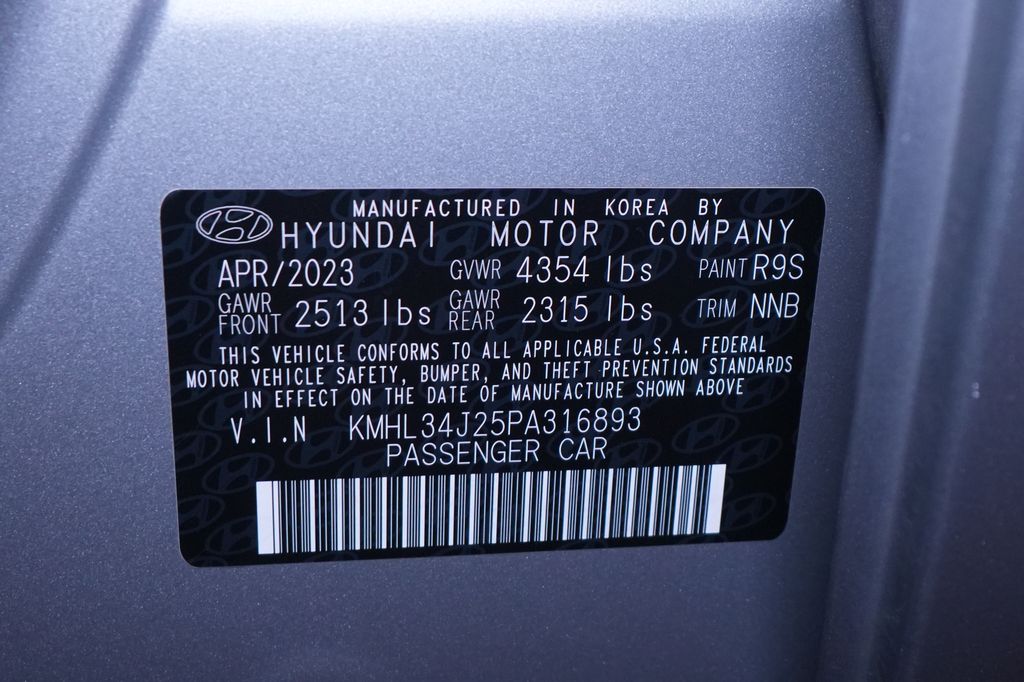 MANUFACTURED IN KOREA BY
HYUNDAI MOTOR COMPANY
APR/2023 GVWR 4354 lbs PAINT R9S
GAWR FRONT 2513 lbs GAWR REAR 2315 lbs TRIM NNB
THIS VEHICLE CONFORMS TO ALL APPLICABLE U.S.A. FEDERAL
MOTOR VEHICLE SAFETY, BUMPER, AND THEFT PREVENTION STANDARDS
IN EFFECT ON THE DATE OF MANUFACTURE SHOWN ABOVE
V.I.N KMHL34J25PA316893
PASSENGER CAR